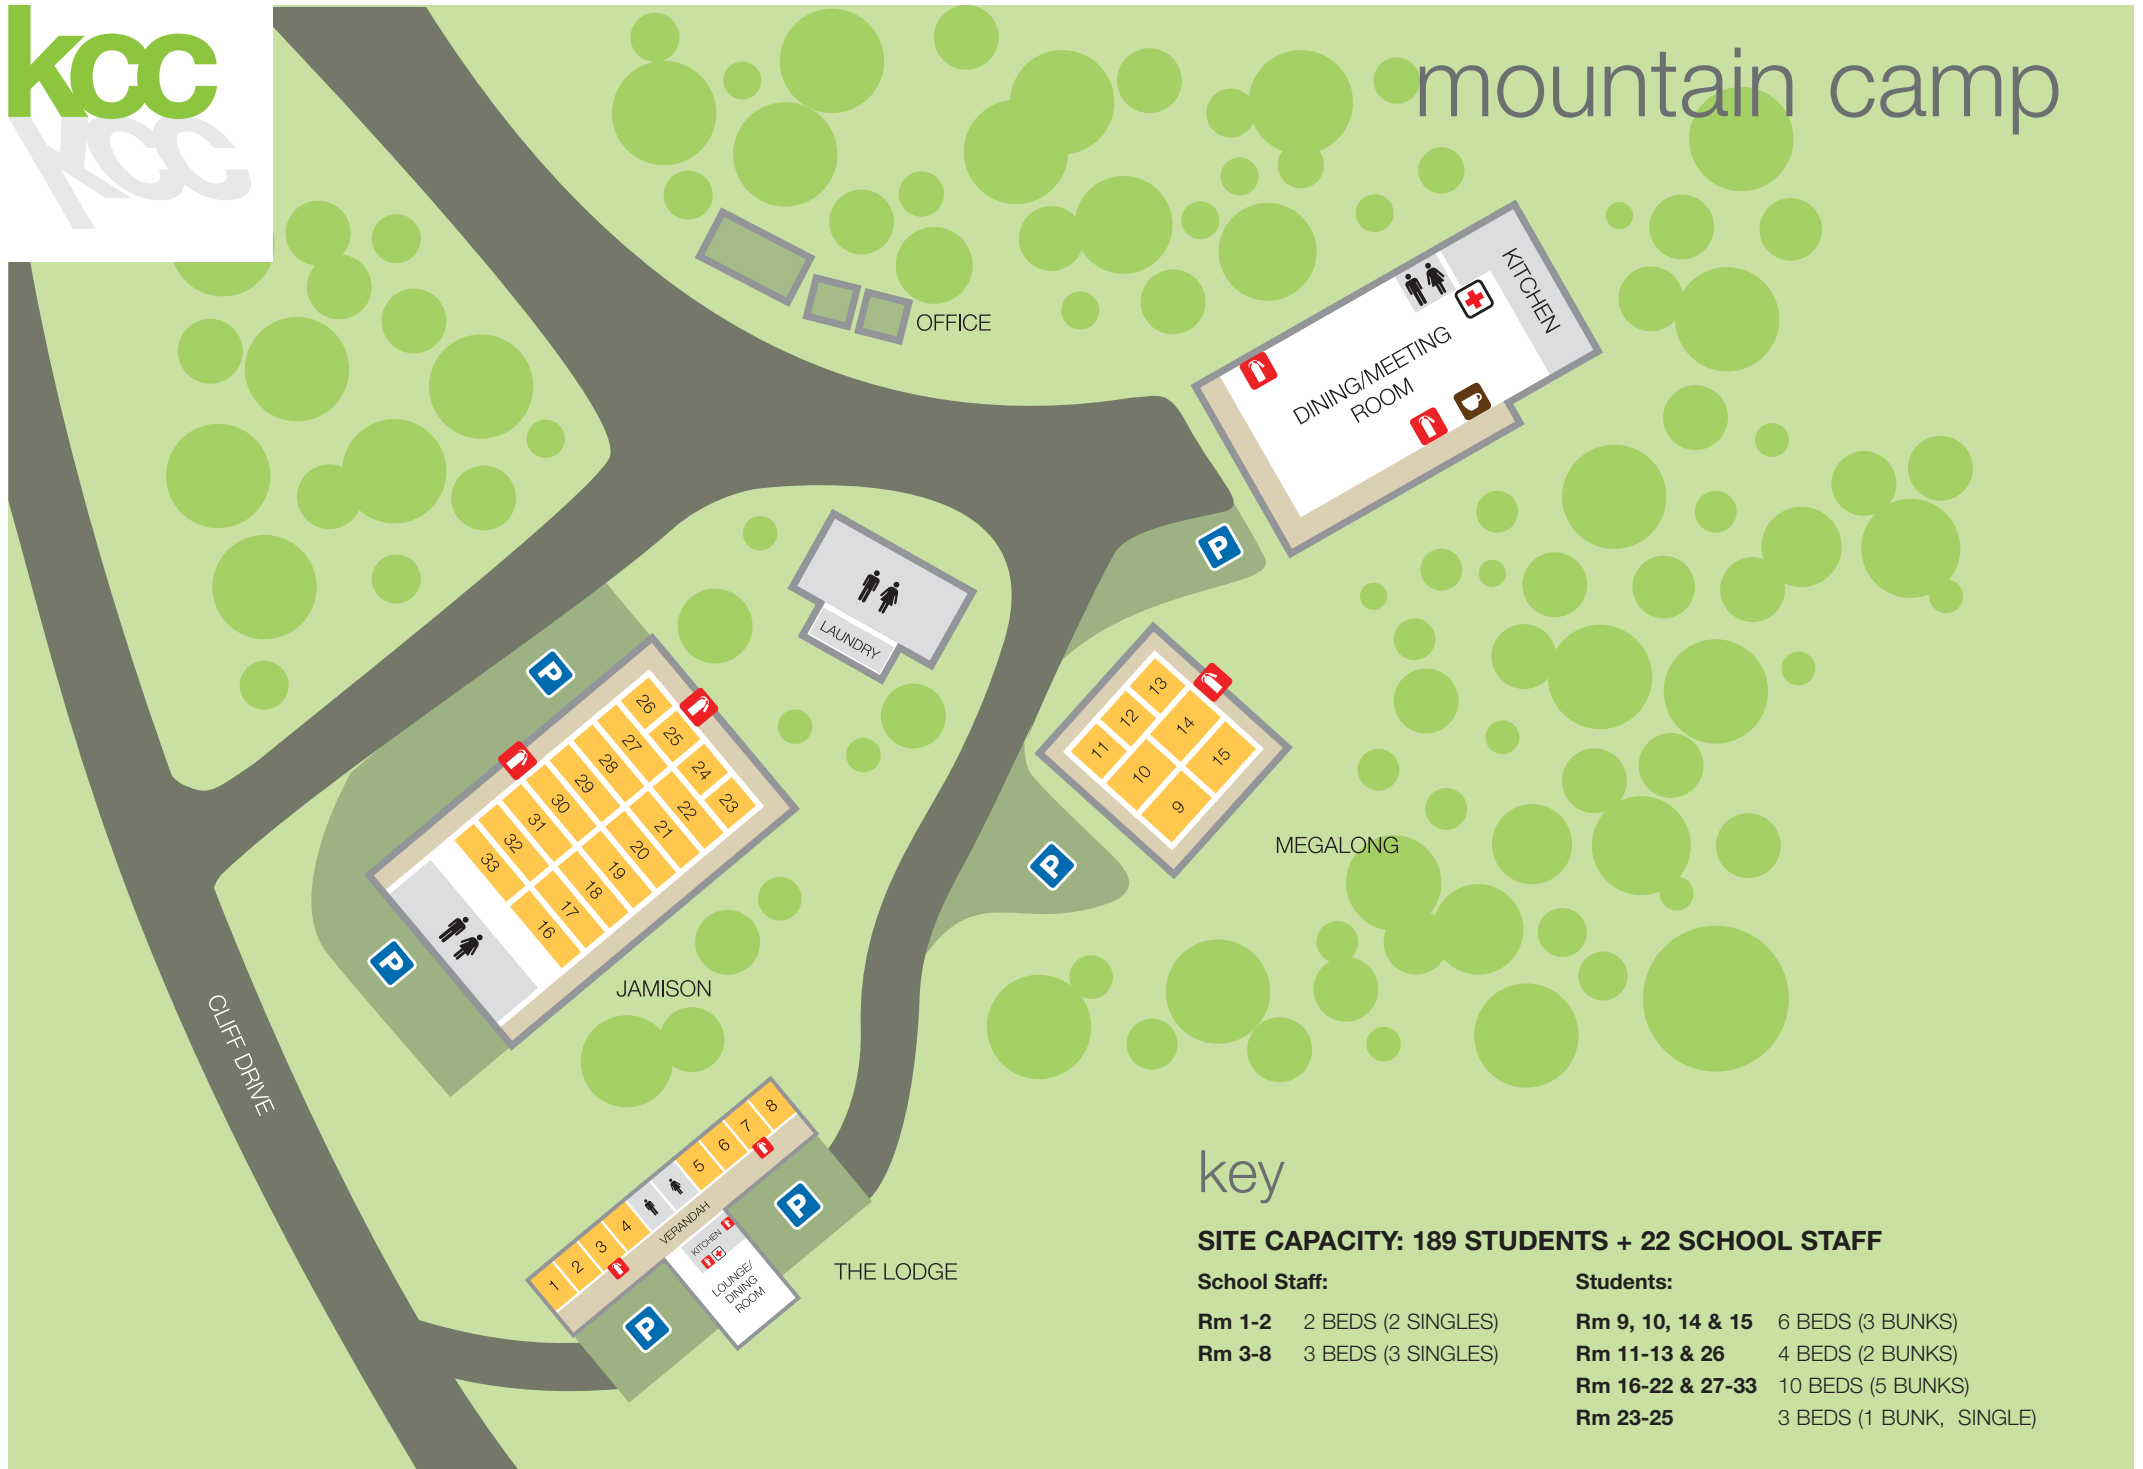 kcc
mountain camp
OFFICE
KITCHEN
DINING/MEETING
ROOM
P
LAUNDRY
P
13
12
14
11
15
10
9
MEGALONG
P
26
27
25
28
24
29
23
30
22
31
21
32
20
33
19
18
17
16
P
JAMISON
CLIFF DRIVE
8
7
6
5
4
3
2
1
VERANDAH
KITCHEN
LOUNGE/
DINING
ROOM
P
P
THE LODGE
key
SITE CAPACITY: 189 STUDENTS + 22 SCHOOL STAFF
School Staff:
Rm 1-2 2 BEDS (2 SINGLES)
Rm 3-8 3 BEDS (3 SINGLES)
Students:
Rm 9, 10, 14 & 15 6 BEDS (3 BUNKS)
Rm 11-13 & 26 4 BEDS (2 BUNKS)
Rm 16-22 & 27-33 10 BEDS (5 BUNKS)
Rm 23-25 3 BEDS (1 BUNK, SINGLE)